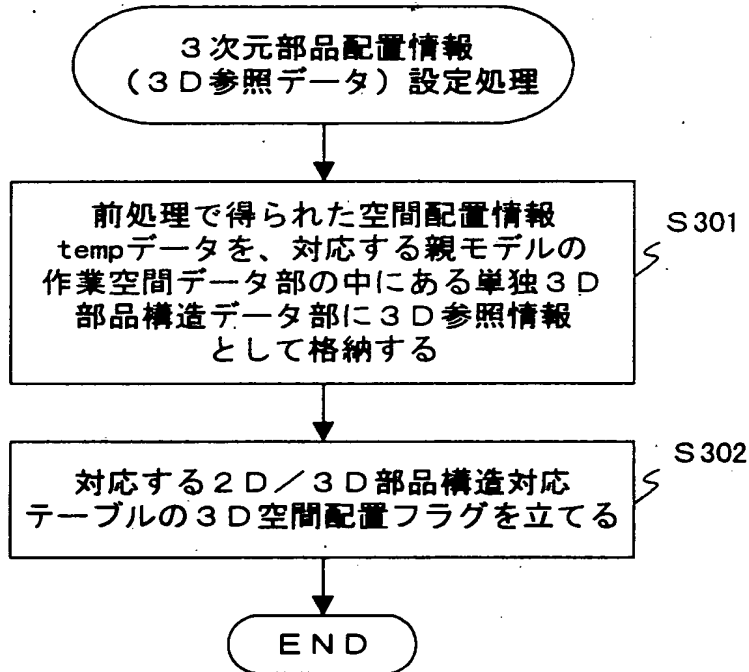 3次元部品配置情報
(3D参照データ)設定処理
前処理で得られた空間配置情報
tempデータを、対応する親モデルの
作業空間データ部の中にある単独3D
部品構造データ部に3D参照情報
として格納する
S301
対応する2D/3D部品構造対応
テーブルの3D空間配置フラグを立てる
S302
END